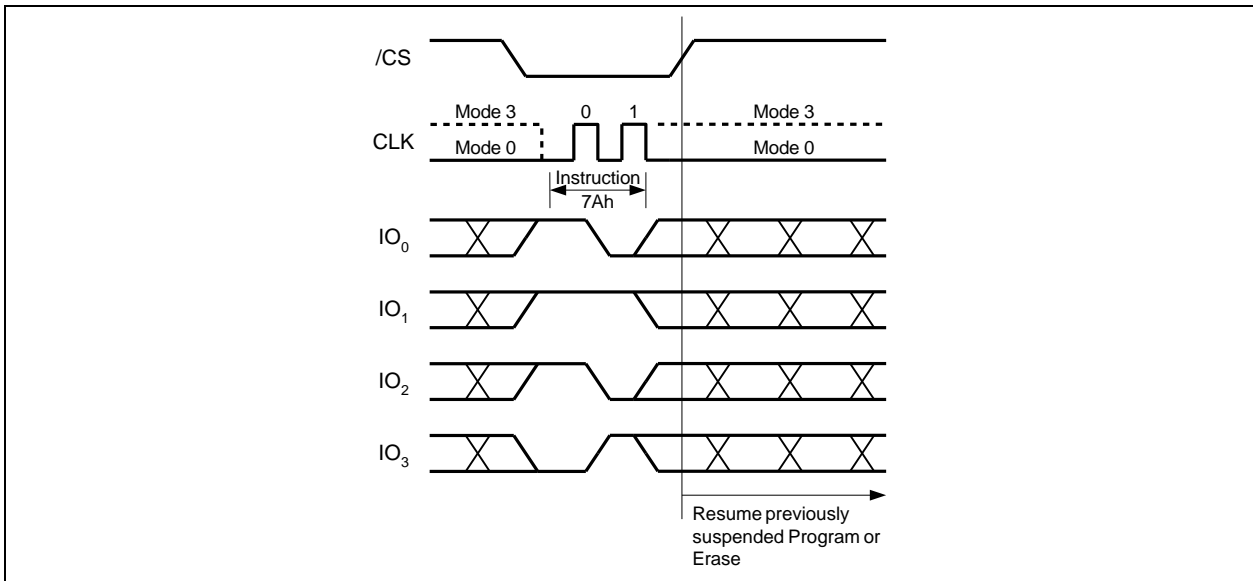 /CS
Mode 3 0 1 Mode 3
CLK Mode 0 Mode 0
Instruction
7Ah
IO0
IO1
IO2
IO3
Resume previously
suspended Program or
Erase